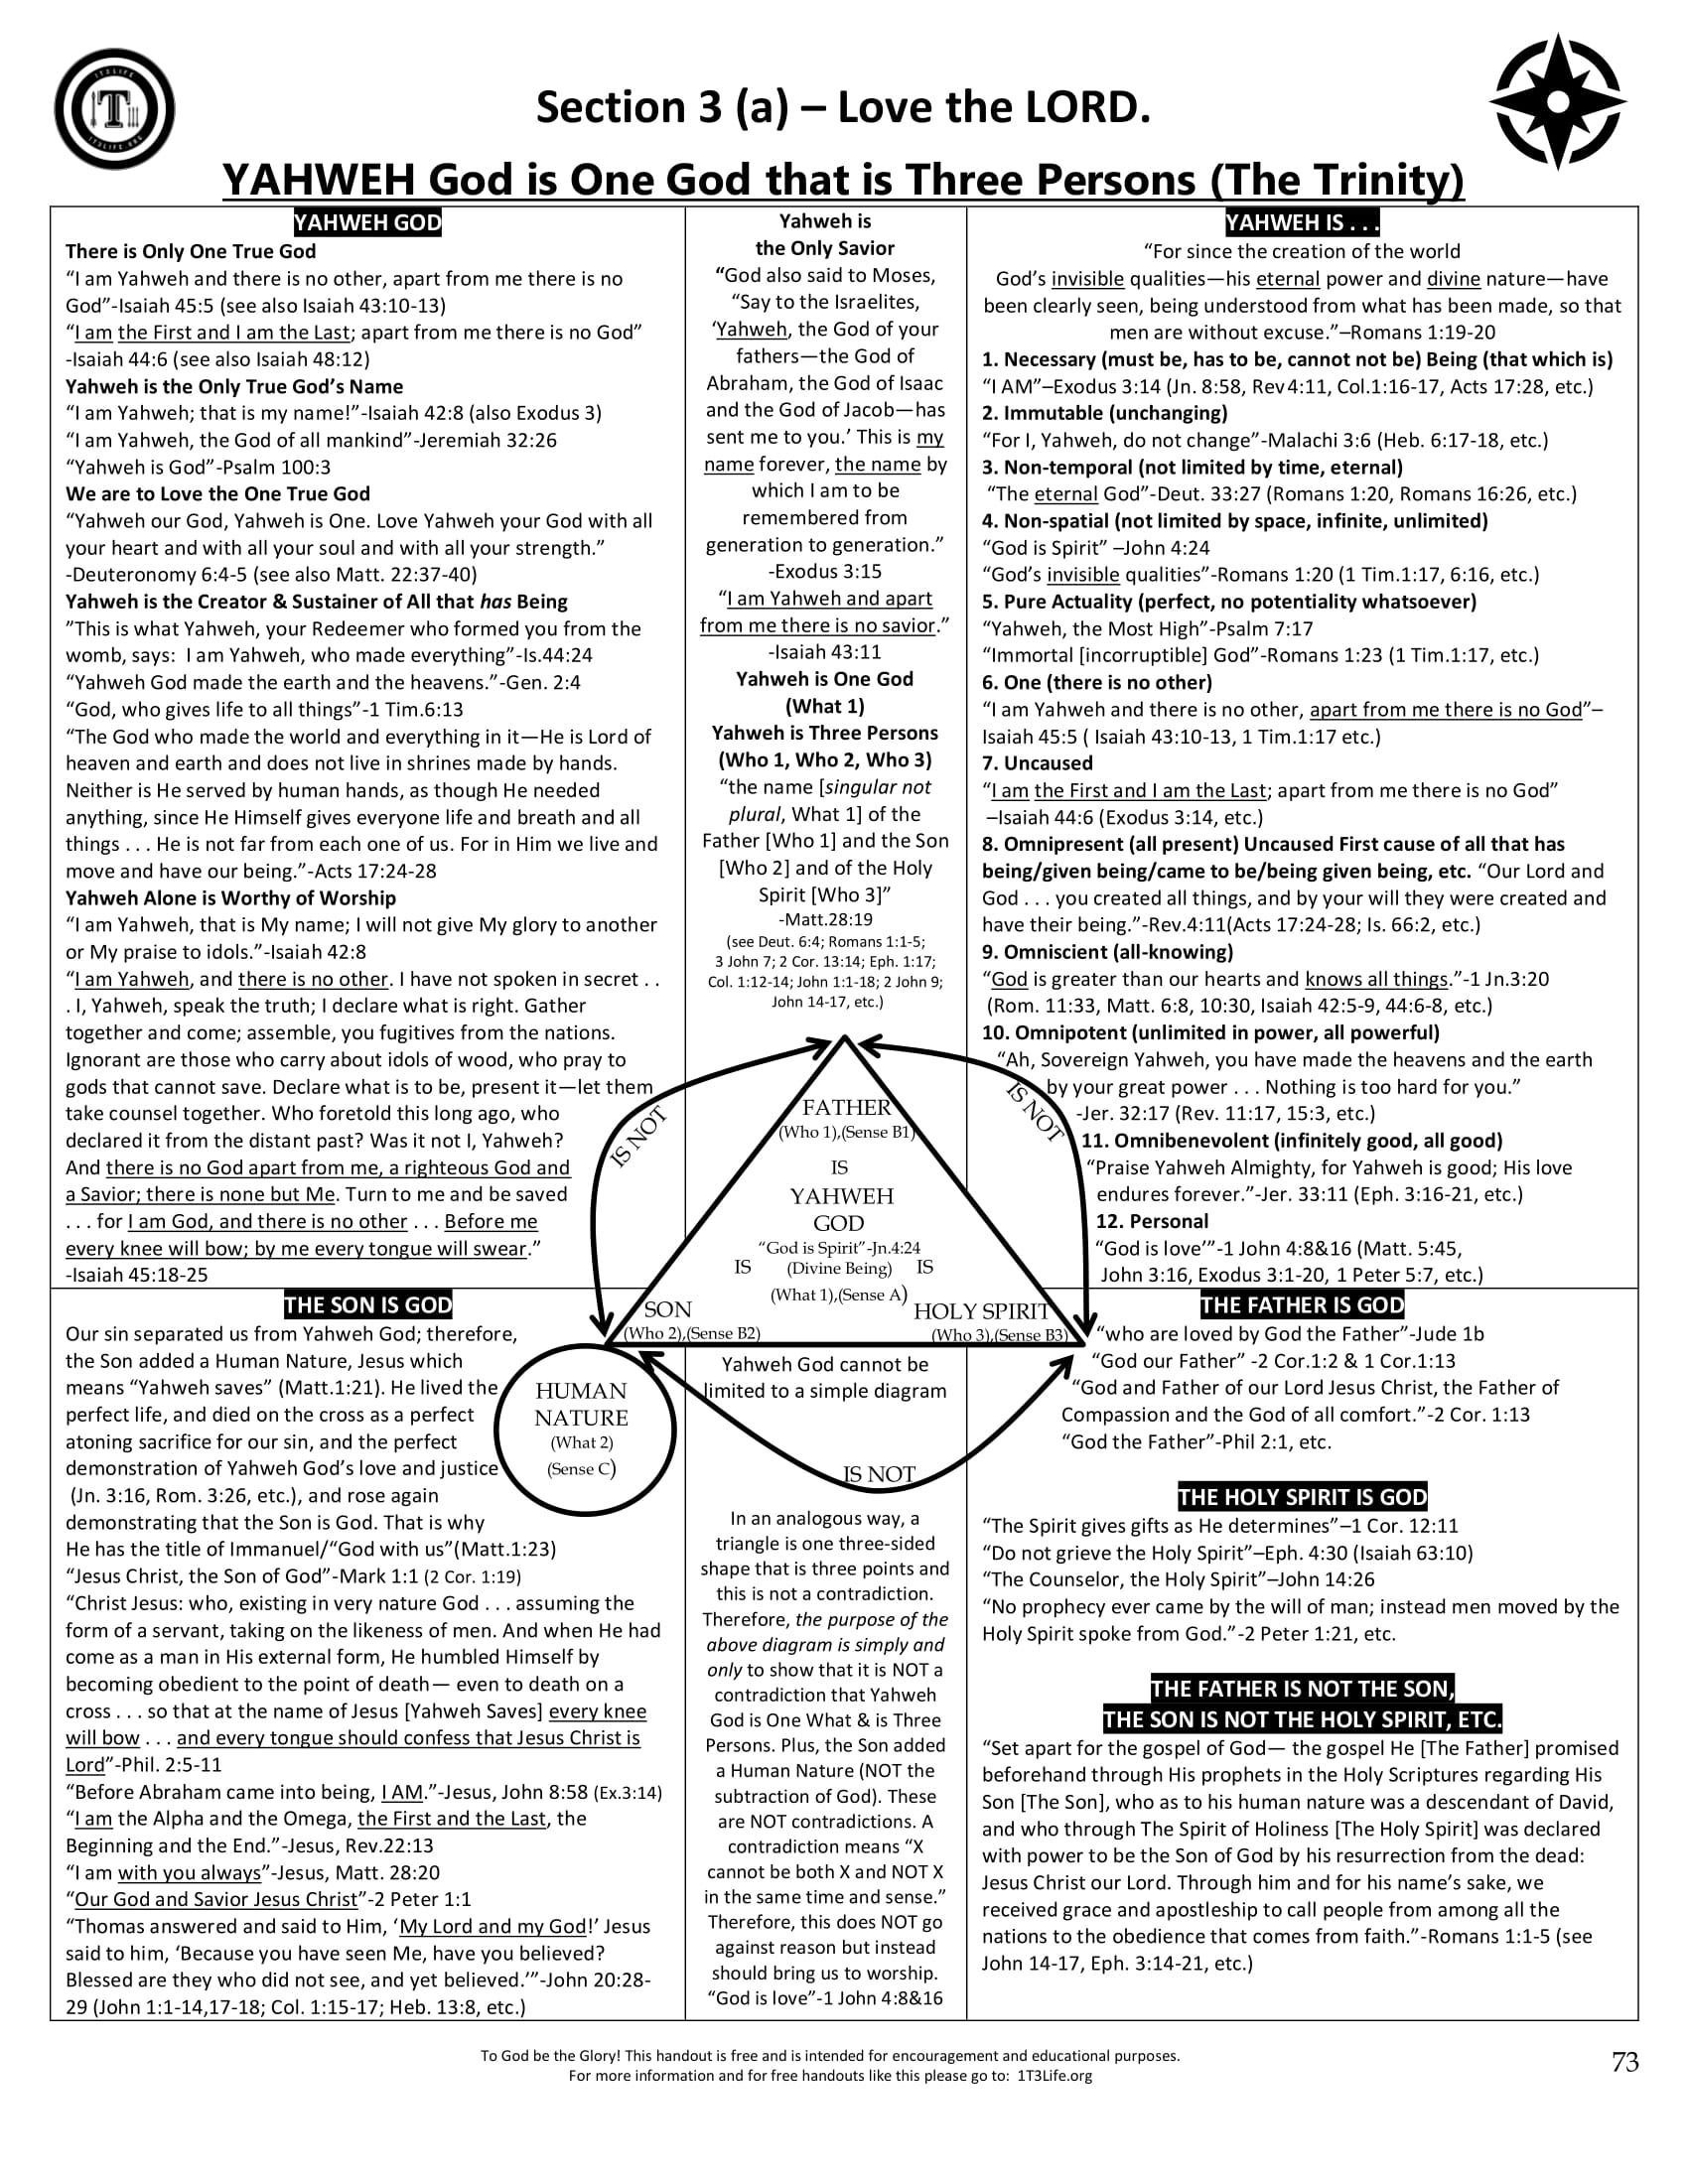 1T3LIFE
T
1T3LIFE.ORG
Section 3 (a) – Love the LORD.
YAHWEH God is One God that is Three Persons (The Trinity)
YAHWEH GOD
There is Only One True God
“I am Yahweh and there is no other, apart from me there is no
God”-Isaiah 45:5 (see also Isaiah 43:10-13)
“I am the First and I am the Last; apart from me there is no God”
-Isaiah 44:6 (see also Isaiah 48:12)
Yahweh is the Only True God’s Name
“I am Yahweh; that is my name!”-Isaiah 42:8 (also Exodus 3)
“I am Yahweh, the God of all mankind”-Jeremiah 32:26
“Yahweh is God”-Psalm 100:3
We are to Love the One True God
“Yahweh our God, Yahweh is One. Love Yahweh your God with all
your heart and with all your soul and with all your strength.”
-Deuteronomy 6:4-5 (see also Matt. 22:37-40)
Yahweh is the Creator & Sustainer of All that has Being
”This is what Yahweh, your Redeemer who formed you from the
womb, says:  I am Yahweh, who made everything”-Is.44:24
“Yahweh God made the earth and the heavens.”-Gen. 2:4
“God, who gives life to all things”-1 Tim.6:13
“The God who made the world and everything in it—He is Lord of
heaven and earth and does not live in shrines made by hands.
Neither is He served by human hands, as though He needed
anything, since He Himself gives everyone life and breath and all
things . . . He is not far from each one of us. For in Him we live and
move and have our being.”-Acts 17:24-28
Yahweh Alone is Worthy of Worship
“I am Yahweh, that is My name; I will not give My glory to another
or My praise to idols.”-Isaiah 42:8
“I am Yahweh, and there is no other. I have not spoken in secret . .
. I, Yahweh, speak the truth; I declare what is right. Gather
together and come; assemble, you fugitives from the nations.
Ignorant are those who carry about idols of wood, who pray to
gods that cannot save. Declare what is to be, present it—let them
take counsel together. Who foretold this long ago, who
declared it from the distant past? Was it not I, Yahweh?
And there is no God apart from me, a righteous God and
a Savior; there is none but Me. Turn to me and be saved
. . . for I am God, and there is no other . . . Before me
every knee will bow; by me every tongue will swear.”
-Isaiah 45:18-25
Yahweh is
the Only Savior
“God also said to Moses,
“Say to the Israelites,
‘Yahweh, the God of your
fathers—the God of
Abraham, the God of Isaac
and the God of Jacob—has
sent me to you.’ This is my
name forever, the name by
which I am to be
remembered from
generation to generation.”
-Exodus 3:15
“I am Yahweh and apart
from me there is no savior.”
-Isaiah 43:11
Yahweh is One God
(What 1)
Yahweh is Three Persons
(Who 1, Who 2, Who 3)
“the name [singular not
plural, What 1] of the
Father [Who 1] and the Son
[Who 2] and of the Holy
Spirit [Who 3]”
-Matt.28:19
(see Deut. 6:4; Romans 1:1-5;
3 John 7; 2 Cor. 13:14; Eph. 1:17;
Col. 1:12-14; John 1:1-18; 2 John 9;
John 14-17, etc.)
YAHWEH IS . . .
“For since the creation of the world
God’s invisible qualities—his eternal power and divine nature—have
been clearly seen, being understood from what has been made, so that
men are without excuse.”–Romans 1:19-20
1. Necessary (must be, has to be, cannot not be) Being (that which is)
“I AM”–Exodus 3:14 (Jn. 8:58, Rev 4:11, Col.1:16-17, Acts 17:28, etc.)
2. Immutable (unchanging)
“For I, Yahweh, do not change”-Malachi 3:6 (Heb. 6:17-18, etc.)
3. Non-temporal (not limited by time, eternal)
“The eternal God”-Deut. 33:27 (Romans 1:20, Romans 16:26, etc.)
4. Non-spatial (not limited by space, infinite, unlimited)
“God is Spirit” –John 4:24
“God’s invisible qualities”-Romans 1:20 (1 Tim.1:17, 6:16, etc.)
5. Pure Actuality (perfect, no potentiality whatsoever)
“Yahweh, the Most High”-Psalm 7:17
“Immortal [incorruptible] God”-Romans 1:23 (1 Tim.1:17, etc.)
6. One (there is no other)
“I am Yahweh and there is no other, apart from me there is no God”–
Isaiah 45:5 ( Isaiah 43:10-13, 1 Tim.1:17 etc.)
7. Uncaused
“I am the First and I am the Last; apart from me there is no God”
–Isaiah 44:6 (Exodus 3:14, etc.)
8. Omnipresent (all present) Uncaused First cause of all that has
being/given being/came to be/being given being, etc. “Our Lord and
God . . . you created all things, and by your will they were created and
have their being.”-Rev.4:11(Acts 17:24-28; Is. 66:2, etc.)
9. Omniscient (all-knowing)
“God is greater than our hearts and knows all things.”-1 Jn.3:20
(Rom. 11:33, Matt. 6:8, 10:30, Isaiah 42:5-9, 44:6-8, etc.)
10. Omnipotent (unlimited in power, all powerful)
“Ah, Sovereign Yahweh, you have made the heavens and the earth
by your great power . . . Nothing is too hard for you.”
-Jer. 32:17 (Rev. 11:17, 15:3, etc.)
11. Omnibenevolent (infinitely good, all good)
“Praise Yahweh Almighty, for Yahweh is good; His love
endures forever.”-Jer. 33:11 (Eph. 3:16-21, etc.)
12. Personal
“God is love’”-1 John 4:8&16 (Matt. 5:45,
John 3:16, Exodus 3:1-20, 1 Peter 5:7, etc.)
IS NOT
IS NOT
FATHER
(Who 1),(Sense B1)
IS
YAHWEH
GOD
“God is Spirit”-Jn.4:24
IS (Divine Being) IS
(What 1),(Sense A)
SON
(Who 2),(Sense B2)
HOLY SPIRIT
(Who 3),(Sense B3)
HUMAN
NATURE
(What 2)
(Sense C)
Yahweh God cannot be
limited to a simple diagram
IS NOT
THE SON IS GOD
Our sin separated us from Yahweh God; therefore,
the Son added a Human Nature, Jesus which
means “Yahweh saves” (Matt.1:21). He lived the
perfect life, and died on the cross as a perfect
atoning sacrifice for our sin, and the perfect
demonstration of Yahweh God’s love and justice
(Jn. 3:16, Rom. 3:26, etc.), and rose again
demonstrating that the Son is God. That is why
He has the title of Immanuel/“God with us”(Matt.1:23)
“Jesus Christ, the Son of God”-Mark 1:1 (2 Cor. 1:19)
“Christ Jesus: who, existing in very nature God . . . assuming the
form of a servant, taking on the likeness of men. And when He had
come as a man in His external form, He humbled Himself by
becoming obedient to the point of death— even to death on a
cross . . . so that at the name of Jesus [Yahweh Saves] every knee
will bow . . . and every tongue should confess that Jesus Christ is
Lord”-Phil. 2:5-11
“Before Abraham came into being, I AM.”-Jesus, John 8:58 (Ex.3:14)
“I am the Alpha and the Omega, the First and the Last, the
Beginning and the End.”-Jesus, Rev.22:13
“I am with you always”-Jesus, Matt. 28:20
“Our God and Savior Jesus Christ”-2 Peter 1:1
“Thomas answered and said to Him, ‘My Lord and my God!’ Jesus
said to him, ‘Because you have seen Me, have you believed?
Blessed are they who did not see, and yet believed.’”-John 20:28-
29 (John 1:1-14,17-18; Col. 1:15-17; Heb. 13:8, etc.)
In an analogous way, a
triangle is one three-sided
shape that is three points and
this is not a contradiction.
Therefore, the purpose of the
above diagram is simply and
only to show that it is NOT a
contradiction that Yahweh
God is One What & is Three
Persons. Plus, the Son added
a Human Nature (NOT the
subtraction of God). These
are NOT contradictions. A
contradiction means “X
cannot be both X and NOT X
in the same time and sense.”
Therefore, this does NOT go
against reason but instead
should bring us to worship.
“God is love”-1 John 4:8&16
THE FATHER IS GOD
“who are loved by God the Father”-Jude 1b
“God our Father” -2 Cor.1:2 & 1 Cor.1:13
“God and Father of our Lord Jesus Christ, the Father of
Compassion and the God of all comfort.”-2 Cor. 1:13
“God the Father”-Phil 2:1, etc.
THE HOLY SPIRIT IS GOD
“The Spirit gives gifts as He determines”–1 Cor. 12:11
“Do not grieve the Holy Spirit”–Eph. 4:30 (Isaiah 63:10)
“The Counselor, the Holy Spirit”–John 14:26
“No prophecy ever came by the will of man; instead men moved by the
Holy Spirit spoke from God.”-2 Peter 1:21, etc.
THE FATHER IS NOT THE SON,
THE SON IS NOT THE HOLY SPIRIT, ETC.
“Set apart for the gospel of God— the gospel He [The Father] promised
beforehand through His prophets in the Holy Scriptures regarding His
Son [The Son], who as to his human nature was a descendant of David,
and who through The Spirit of Holiness [The Holy Spirit] was declared
with power to be the Son of God by his resurrection from the dead:
Jesus Christ our Lord. Through him and for his name’s sake, we
received grace and apostleship to call people from among all the
nations to the obedience that comes from faith.”-Romans 1:1-5 (see
John 14-17, Eph. 3:14-21, etc.)
To God be the Glory! This handout is free and is intended for encouragement and educational purposes.
For more information and for free handouts like this please go to:  1T3Life.org
73